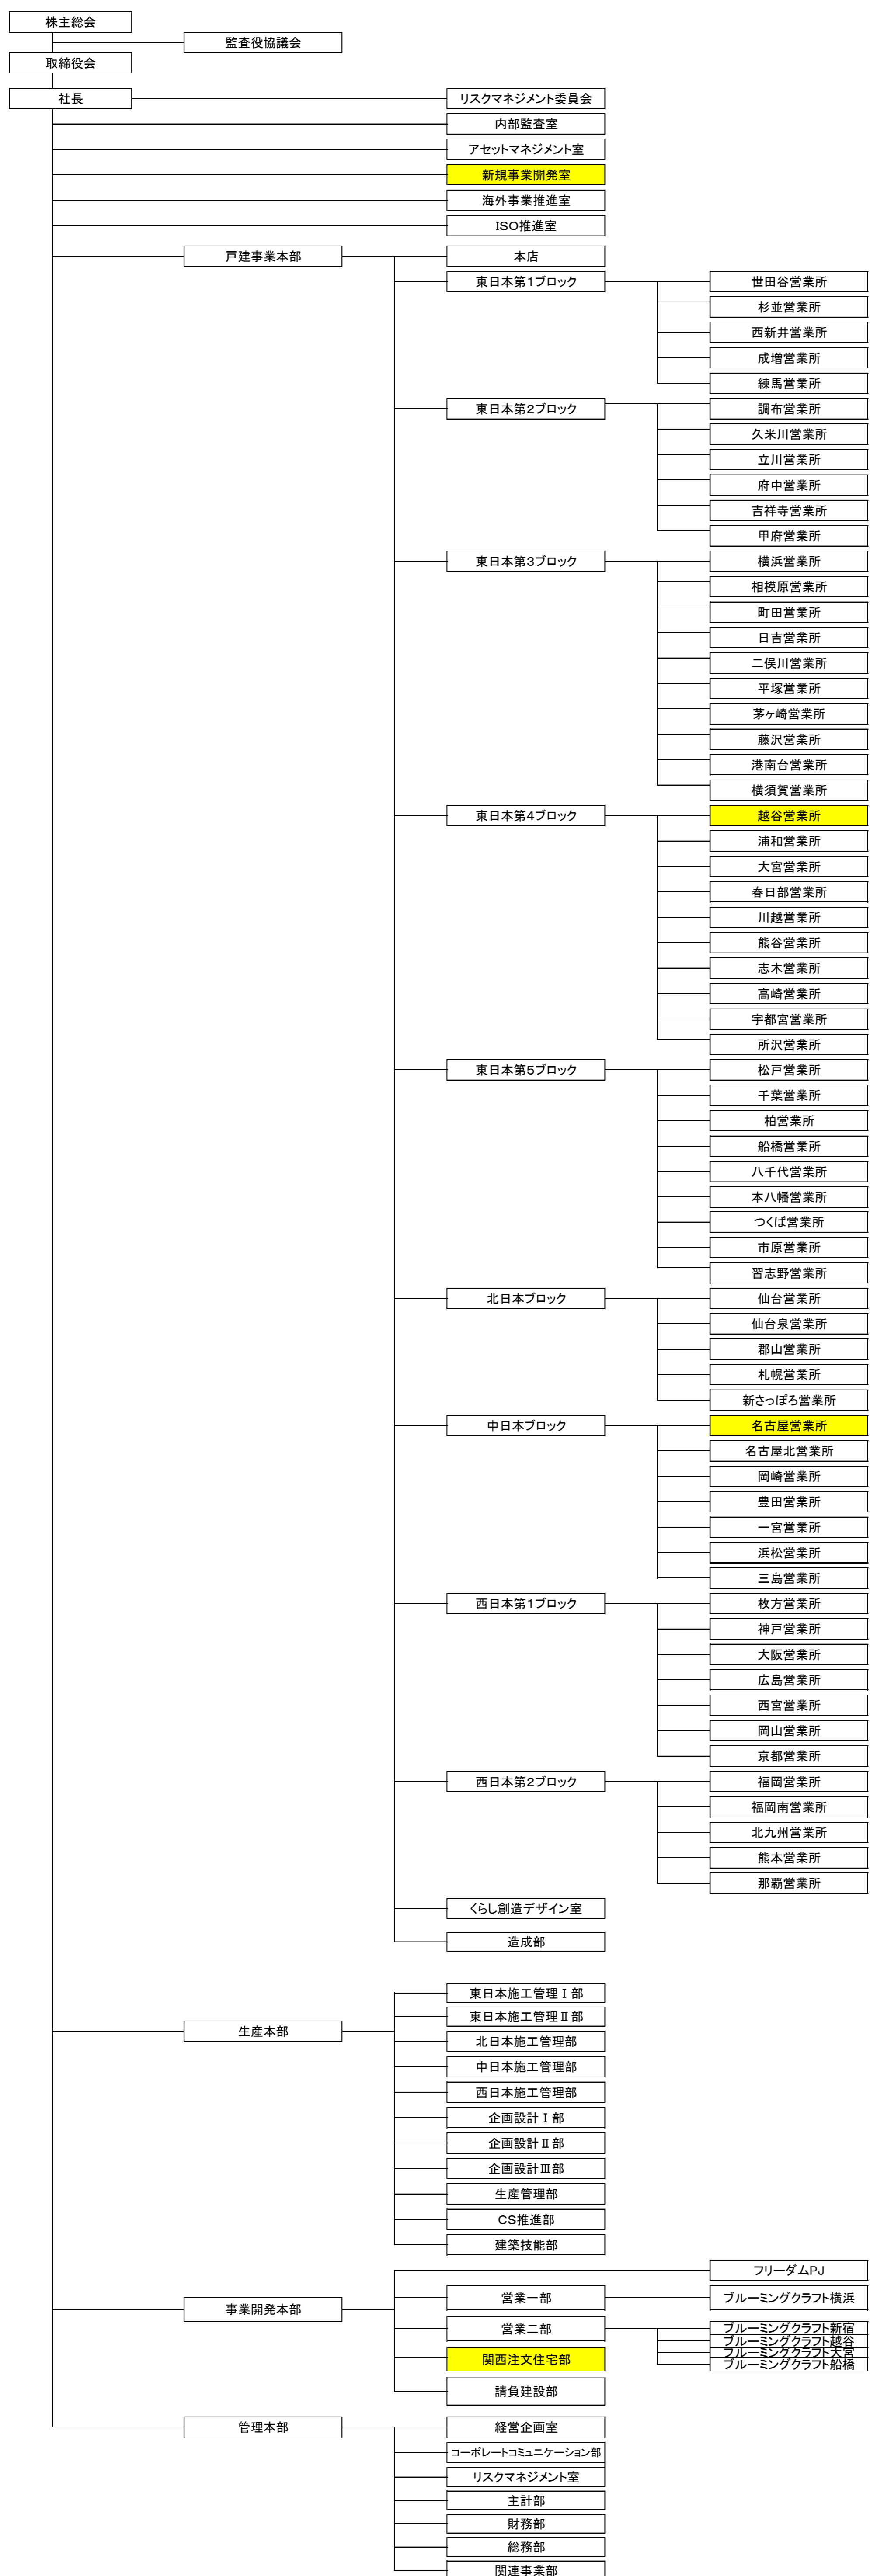 株主総会
監査役協議会
取締役会
社長
リスクマネジメント委員会
内部監査室
アセットマネジメント室
新規事業開発室
海外事業推進室
ISO推進室
戸建事業本部
本店
東日本第1ブロック
世田谷営業所
杉並営業所
西新井営業所
成増営業所
練馬営業所
東日本第2ブロック
調布営業所
久米川営業所
立川営業所
府中営業所
吉祥寺営業所
甲府営業所
東日本第3ブロック
横浜営業所
相模原営業所
町田営業所
日吉営業所
二俣川営業所
平塚営業所
茅ヶ崎営業所
藤沢営業所
港南台営業所
横須賀営業所
東日本第4ブロック
越谷営業所
浦和営業所
大宮営業所
春日部営業所
川越営業所
熊谷営業所
志木営業所
高崎営業所
宇都宮営業所
所沢営業所
東日本第5ブロック
松戸営業所
千葉営業所
柏営業所
船橋営業所
八千代営業所
本八幡営業所
つくば営業所
市原営業所
習志野営業所
北日本ブロック
仙台営業所
仙台泉営業所
郡山営業所
札幌営業所
新さっぽろ営業所
中日本ブロック
名古屋営業所
名古屋北営業所
岡崎営業所
豊田営業所
一宮営業所
浜松営業所
三島営業所
西日本第1ブロック
枚方営業所
神戸営業所
大阪営業所
広島営業所
西宮営業所
岡山営業所
京都営業所
西日本第2ブロック
福岡営業所
福岡南営業所
北九州営業所
熊本営業所
那覇営業所
くらし創造デザイン室
造成部
生産本部
東日本施工管理Ⅰ部
東日本施工管理Ⅱ部
北日本施工管理部
中日本施工管理部
西日本施工管理部
企画設計Ⅰ部
企画設計Ⅱ部
企画設計Ⅲ部
生産管理部
CS推進部
建築技能部
事業開発本部
フリーダムPJ
営業一部
ブルーミングクラフト横浜
営業二部
ブルーミングクラフト新宿
ブルーミングクラフト越谷
ブルーミングクラフト大宮
ブルーミングクラフト船橋
関西注文住宅部
請負建設部
管理本部
経営企画室
コーポレートコミュニケーション部
リスクマネジメント室
主計部
財務部
総務部
関連事業部